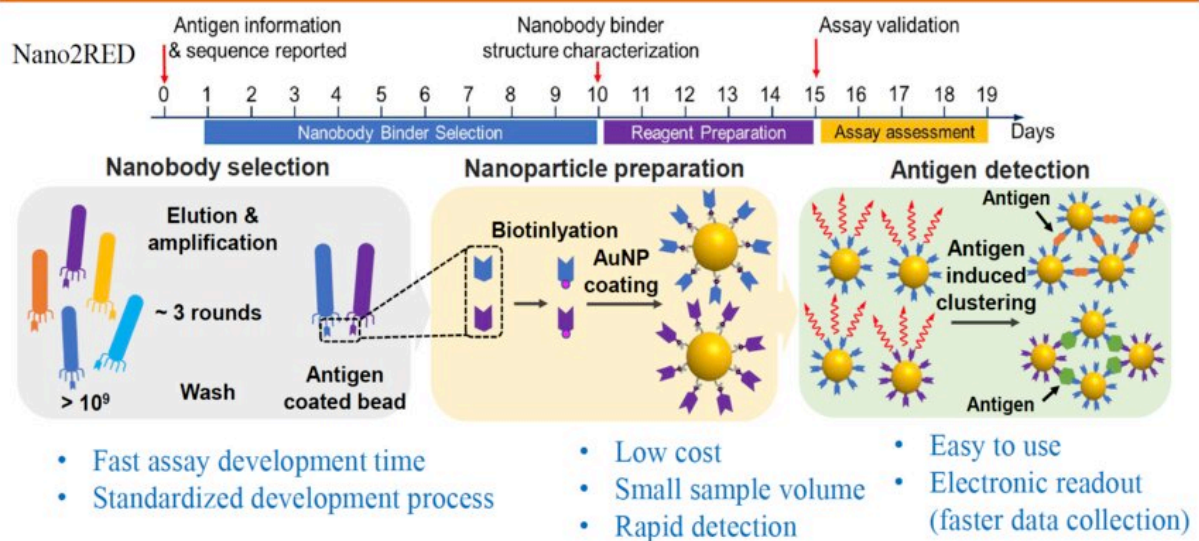 Nano2RED
Antigen information
& sequence reported
Nanobody binder
structure characterization
Assay validation
0 1 2 3 4 5 6 7 8 9 10 11 12 13 14 15 16 17 18 19
Nanobody Binder Selection
Reagent Preparation
Assay assessment
Days
Nanobody selection
Elution &
amplification
~ 3 rounds
Wash
> 10⁹
Antigen
coated bead
Nanoparticle preparation
Biotinlyation
AuNP
coating
Antigen detection
Antigen
Antigen
induced
clustering
Antigen
• Fast assay development time
• Standardized development process
• Low cost
• Small sample volume
• Rapid detection
• Easy to use
• Electronic readout
(faster data collection)